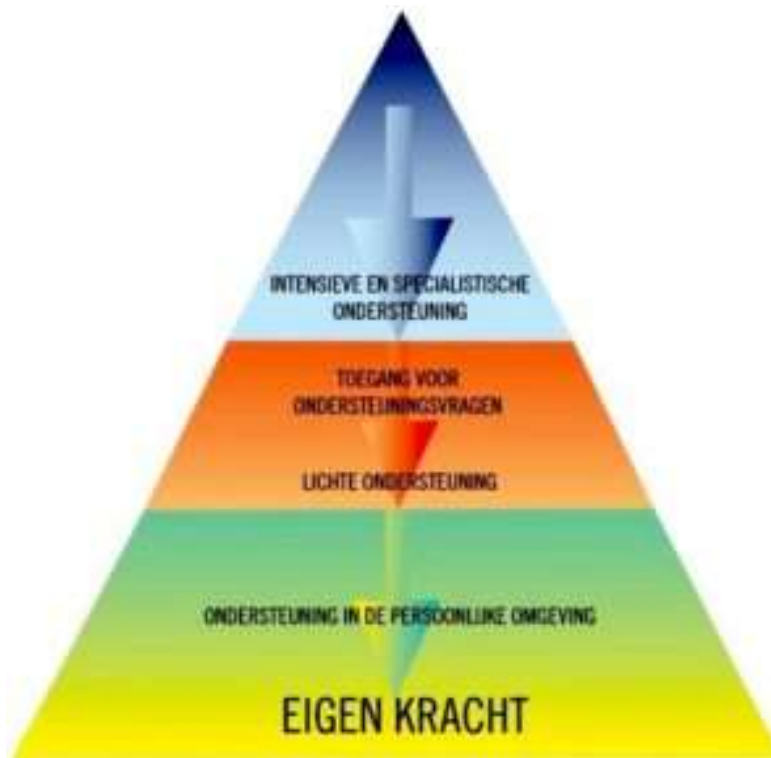 INTENSIEVE EN SPECIALISTISCHE
ONDERSTEUNING
TOEGANG VOOR
ONDERSTEUNINGSVRAGEN
LICHTE ONDERSTEUNING
ONDERSTEUNING IN DE PERSOONLIJKE OMGEVING
EIGEN KRACHT